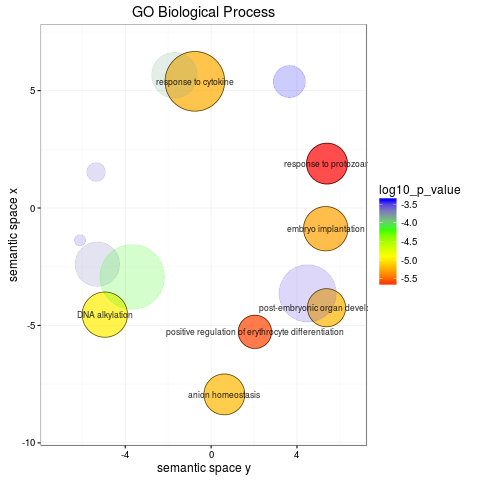 GO Biological Process
response to cytokine
response to protozoan
embryo implantation
post-embryonic organ devel
DNA alkylation
positive regulation of erythrocyte differentiation
anion homeostasis
5
0
-5
-10
-4
0
4
semantic space y
semantic space x
log10_p_value
-3.5
-4.0
-4.5
-5.0
-5.5